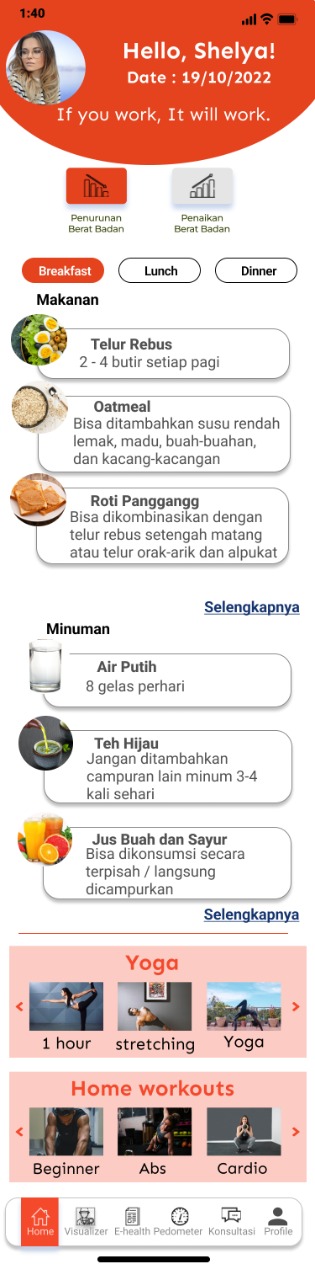 1:40
Hello, Shelya!
Date : 19/10/2022
If you work, It will work.
Penurunan
Berat Badan
Penaikan
Berat Badan
Breakfast
Lunch
Dinner
Makanan
Telur Rebus
2 - 4 butir setiap pagi
Oatmeal
Bisa ditambahkan susu rendah
lemak, madu, buah-buahan,
dan kacang-kacangan
Roti Panggangg
Bisa dikombinasikan dengan
telur rebus setengah matang
atau telur orak-arik dan alpukat
Selengkapnya
Minuman
Air Putih
8 gelas perhari
Teh Hijau
Jangan ditambahkan
campuran lain minum 3-4
kali sehari
Jus Buah dan Sayur
Bisa dikonsumsi secara
terpisah / langsung
dicampurkan
Selengkapnya
Yoga
1 hour
stretching
Yoga
Home workouts
Beginner
Abs
Cardio
Home
Visualizer
E-health
Pedometer
Konsultasi
Profile